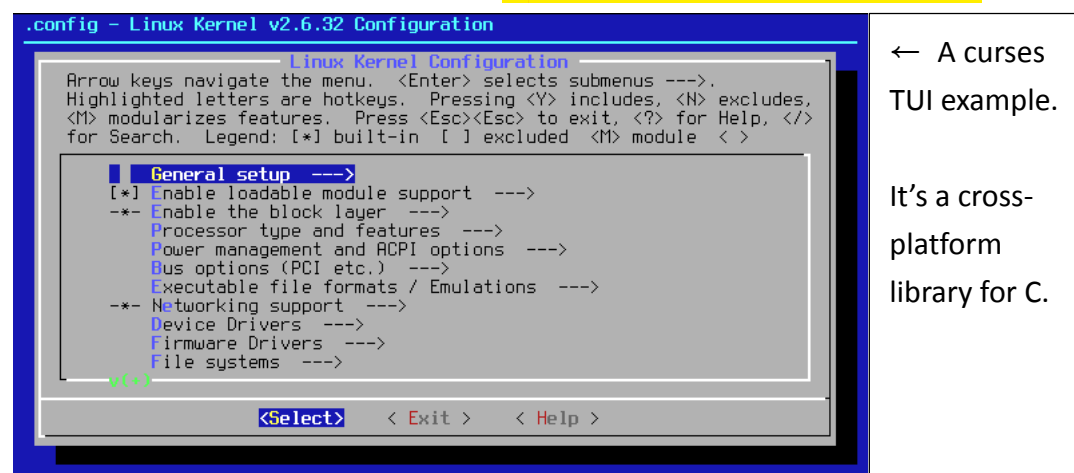 .config - Linux Kernel v2.6.32 Configuration
Linux Kernel Configuration
Arrow keys navigate the menu.  <Enter> selects submenus --->.
Highlighted letters are hotkeys.  Pressing <Y> includes, <N> excludes,
<M> modularizes features.  Press <Esc><Esc> to exit, <?> for Help, </>
for Search.  Legend: [*] built-in  [ ] excluded  <M> module  < >
General setup  --->
[*] Enable loadable module support  --->
-*- Enable the block layer  --->
Processor type and features  --->
Power management and ACPI options  --->
Bus options (PCI etc.)  --->
Executable file formats / Emulations  --->
-*- Networking support  --->
Device Drivers  --->
Firmware Drivers  --->
File systems  --->
v(+)
<Select>    < Exit >    < Help >
← A curses
TUI example.
It’s a cross-
platform
library for C.